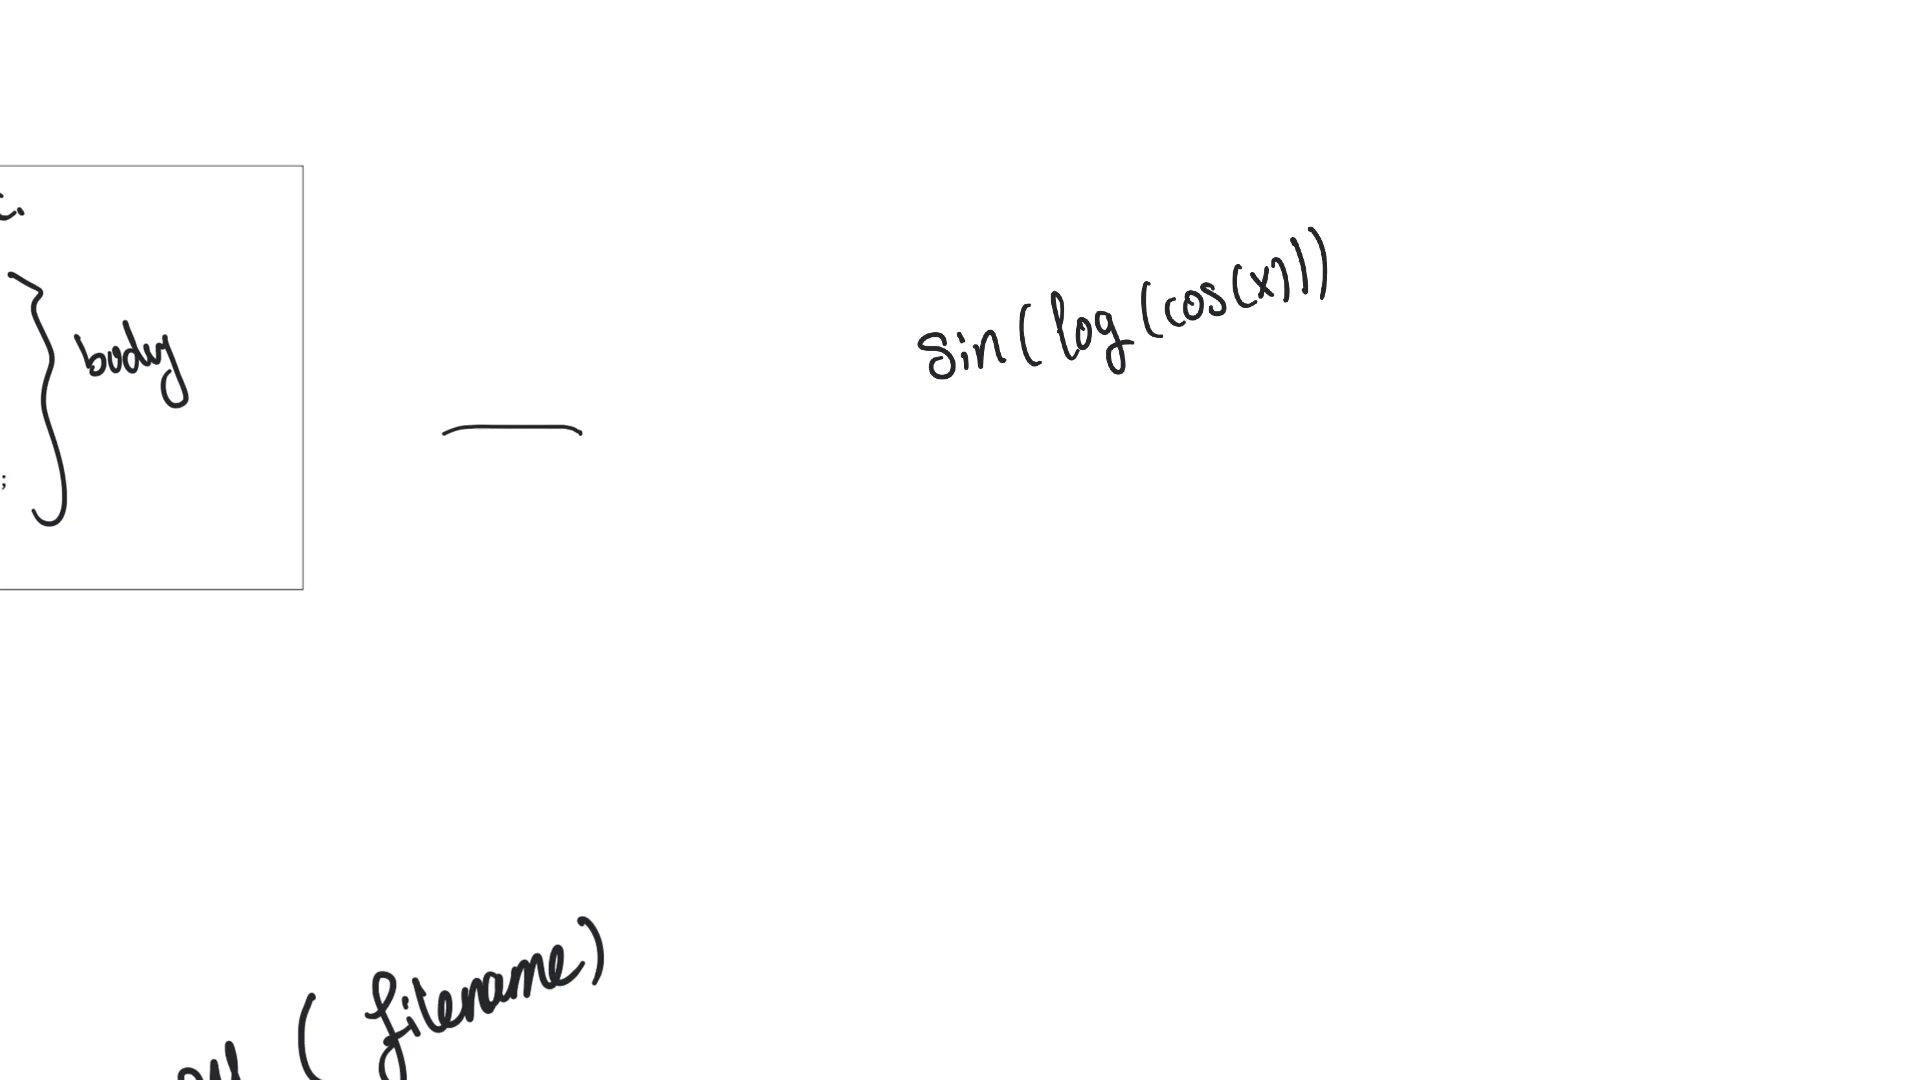 sin(log(cos(x)))
body
;
(filename)